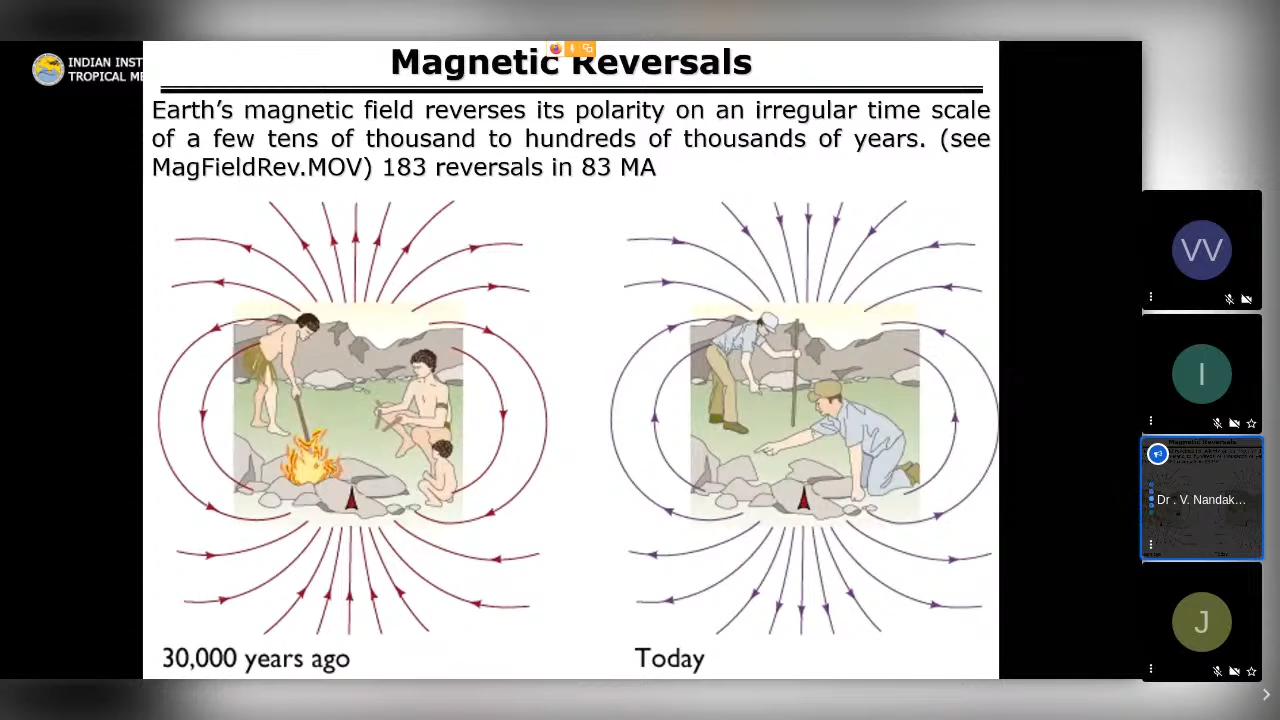 INDIAN INST
TROPICAL ME
Magnetic Reversals
Earth's magnetic field reverses its polarity on an irregular time scale
of a few tens of thousand to hundreds of thousands of years. (see
MagFieldRev.MOV) 183 reversals in 83 MA
30,000 years ago
Today
VV
I
Dr . V. Nandak...
J